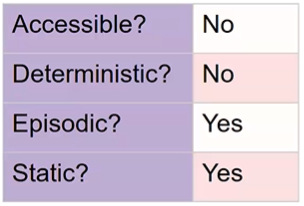 Accessible? No
Deterministic? No
Episodic? Yes
Static? Yes